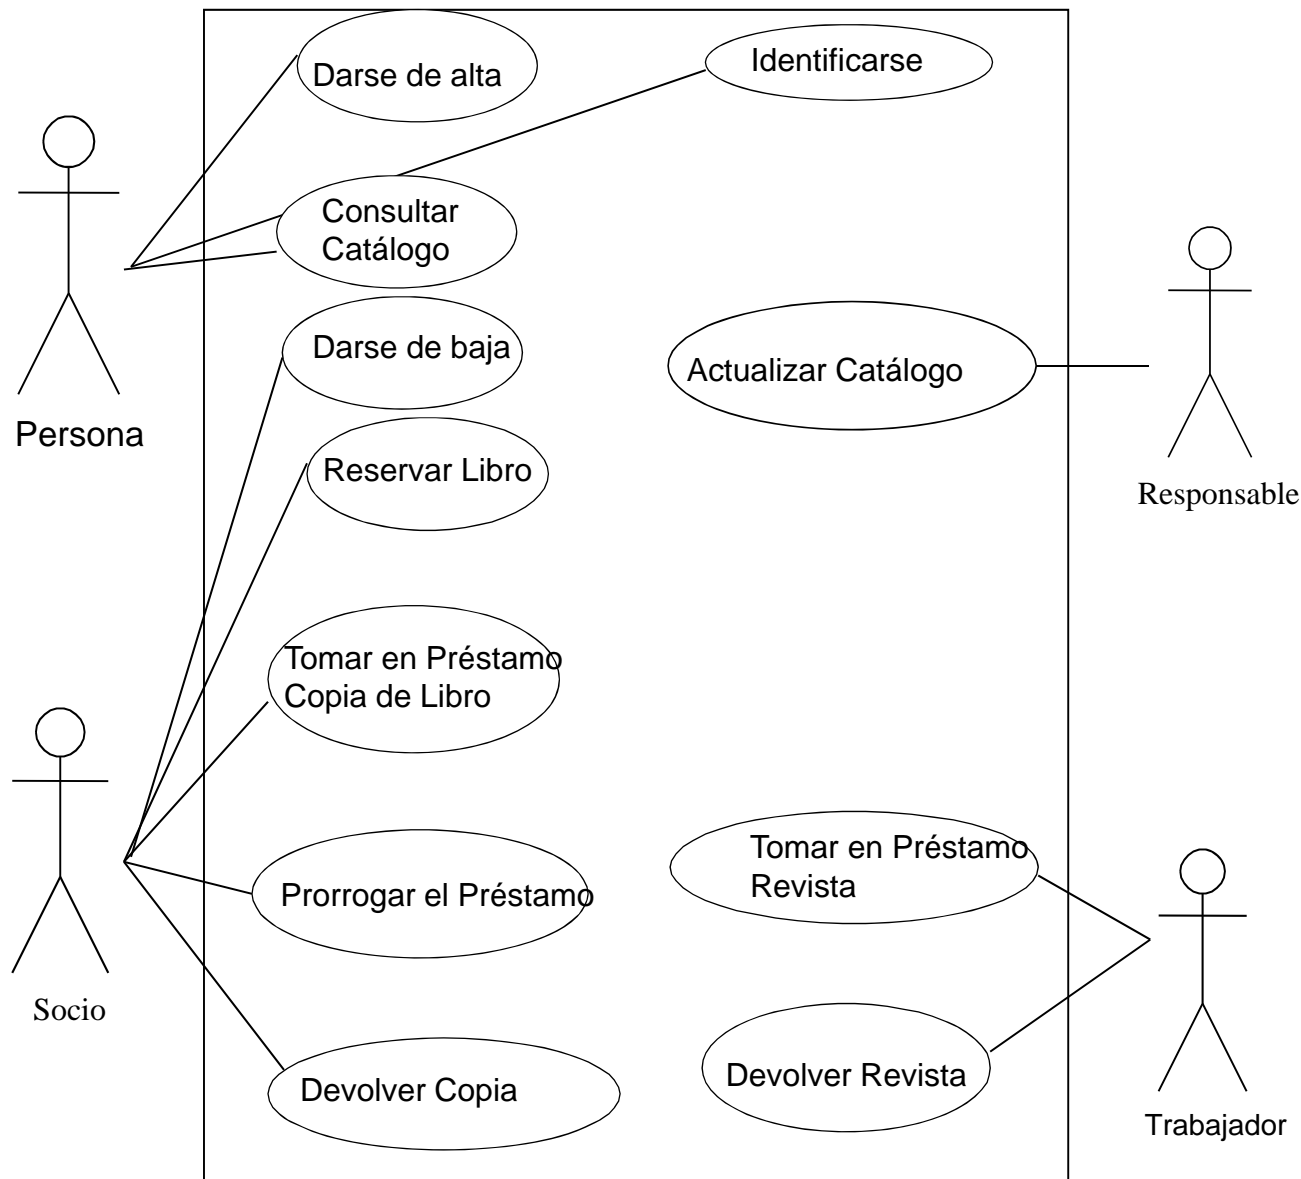 Darse de alta
Identificarse
Consultar
Catálogo
Darse de baja
Actualizar Catálogo
Persona
Reservar Libro
Responsable
Tomar en Préstamo
Copia de Libro
Tomar en Préstamo
Revista
Prorrogar el Préstamo
Socio
Devolver Revista
Devolver Copia
Trabajador